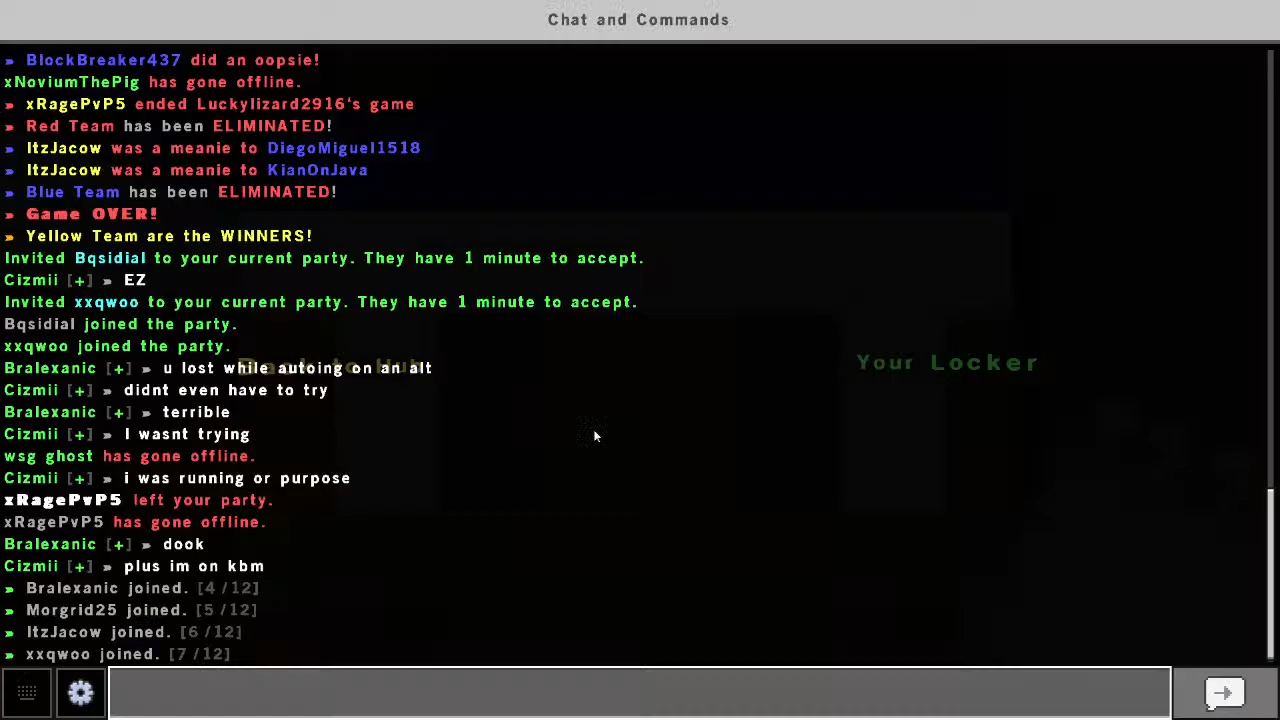 Chat and Commands
» BlockBreaker437 did an oopsie!
xNoviumThePig has gone offline.
» xRagePvP5 ended Luckylizard2916's game
» Red Team has been ELIMINATED!
» ItzJacow was a meanie to DiegoMiguel1518
» ItzJacow was a meanie to KianOnJava
» Blue Team has been ELIMINATED!
» Game OVER!
» Yellow Team are the WINNERS!
Invited Bqsidial to your current party. They have 1 minute to accept.
Cizmii [+] » EZ
Invited xxqwoo to your current party. They have 1 minute to accept.
Bqsidial joined the party.
xxqwoo joined the party.
Back to Hub
Your Locker
Bralexanic [+] » u lost while autoing on an alt
Cizmii [+] » didnt even have to try
Bralexanic [+] » terrible
Cizmii [+] » I wasnt trying
wsg ghost has gone offline.
Cizmii [+] » i was running or purpose
xRagePvP5 left your party.
xRagePvP5 has gone offline.
Bralexanic [+] » dook
Cizmii [+] » plus im on kbm
» Bralexanic joined. [4/12]
» Morgrid25 joined. [5/12]
» ItzJacow joined. [6/12]
» xxqwoo joined. [7/12]